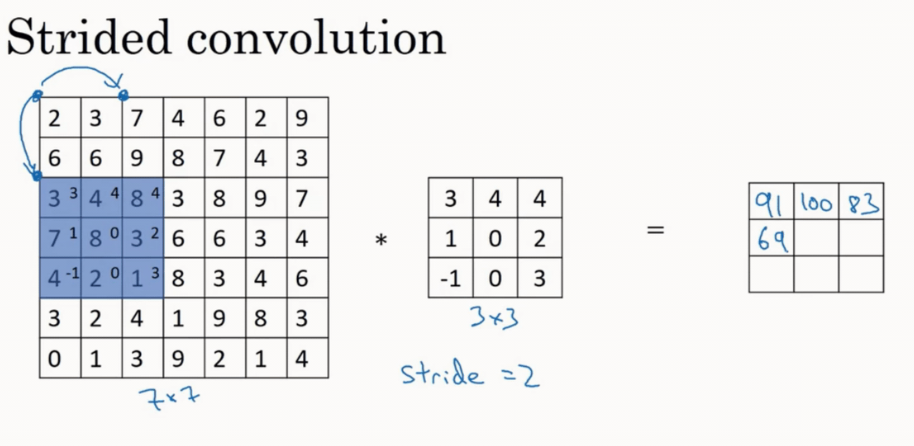 Strided convolution
2 3 7 4 6 2 9
6 6 9 8 7 4 3
3 3 4 4 8 4 3 8 9 7
7 1 8 0 3 2 6 6 3 4
4 -1 2 0 1 3 8 3 4 6
3 2 4 1 9 8 3
0 1 3 9 2 1 4
7×7
*
3 4 4
1 0 2
-1 0 3
3×3
stride =2
=
91 100 83
69